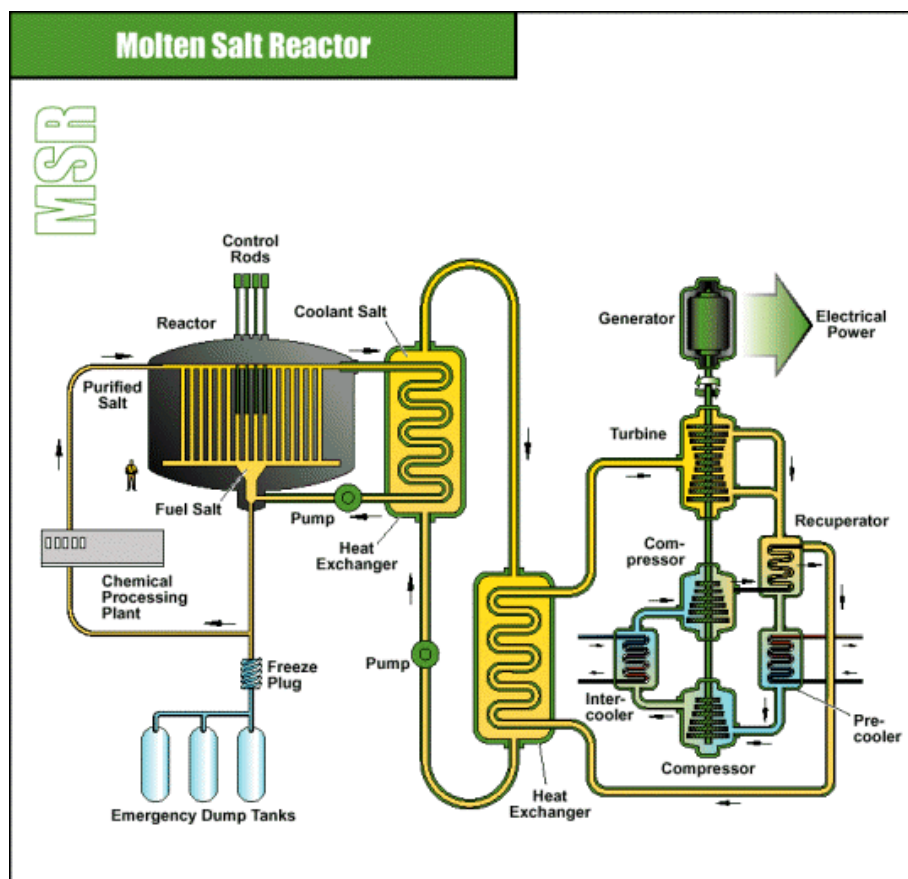 Molten Salt Reactor
MSR
Control
Rods
Coolant Salt
Reactor
Generator
Electrical
Power
Purified
Salt
Turbine
Fuel Salt
Pump
Heat
Exchanger
Recuperator
Com-
pressor
Chemical
Processing
Plant
Pump
Freeze
Plug
Inter-
cooler
Pre-
cooler
Compressor
Heat
Exchanger
Emergency Dump Tanks